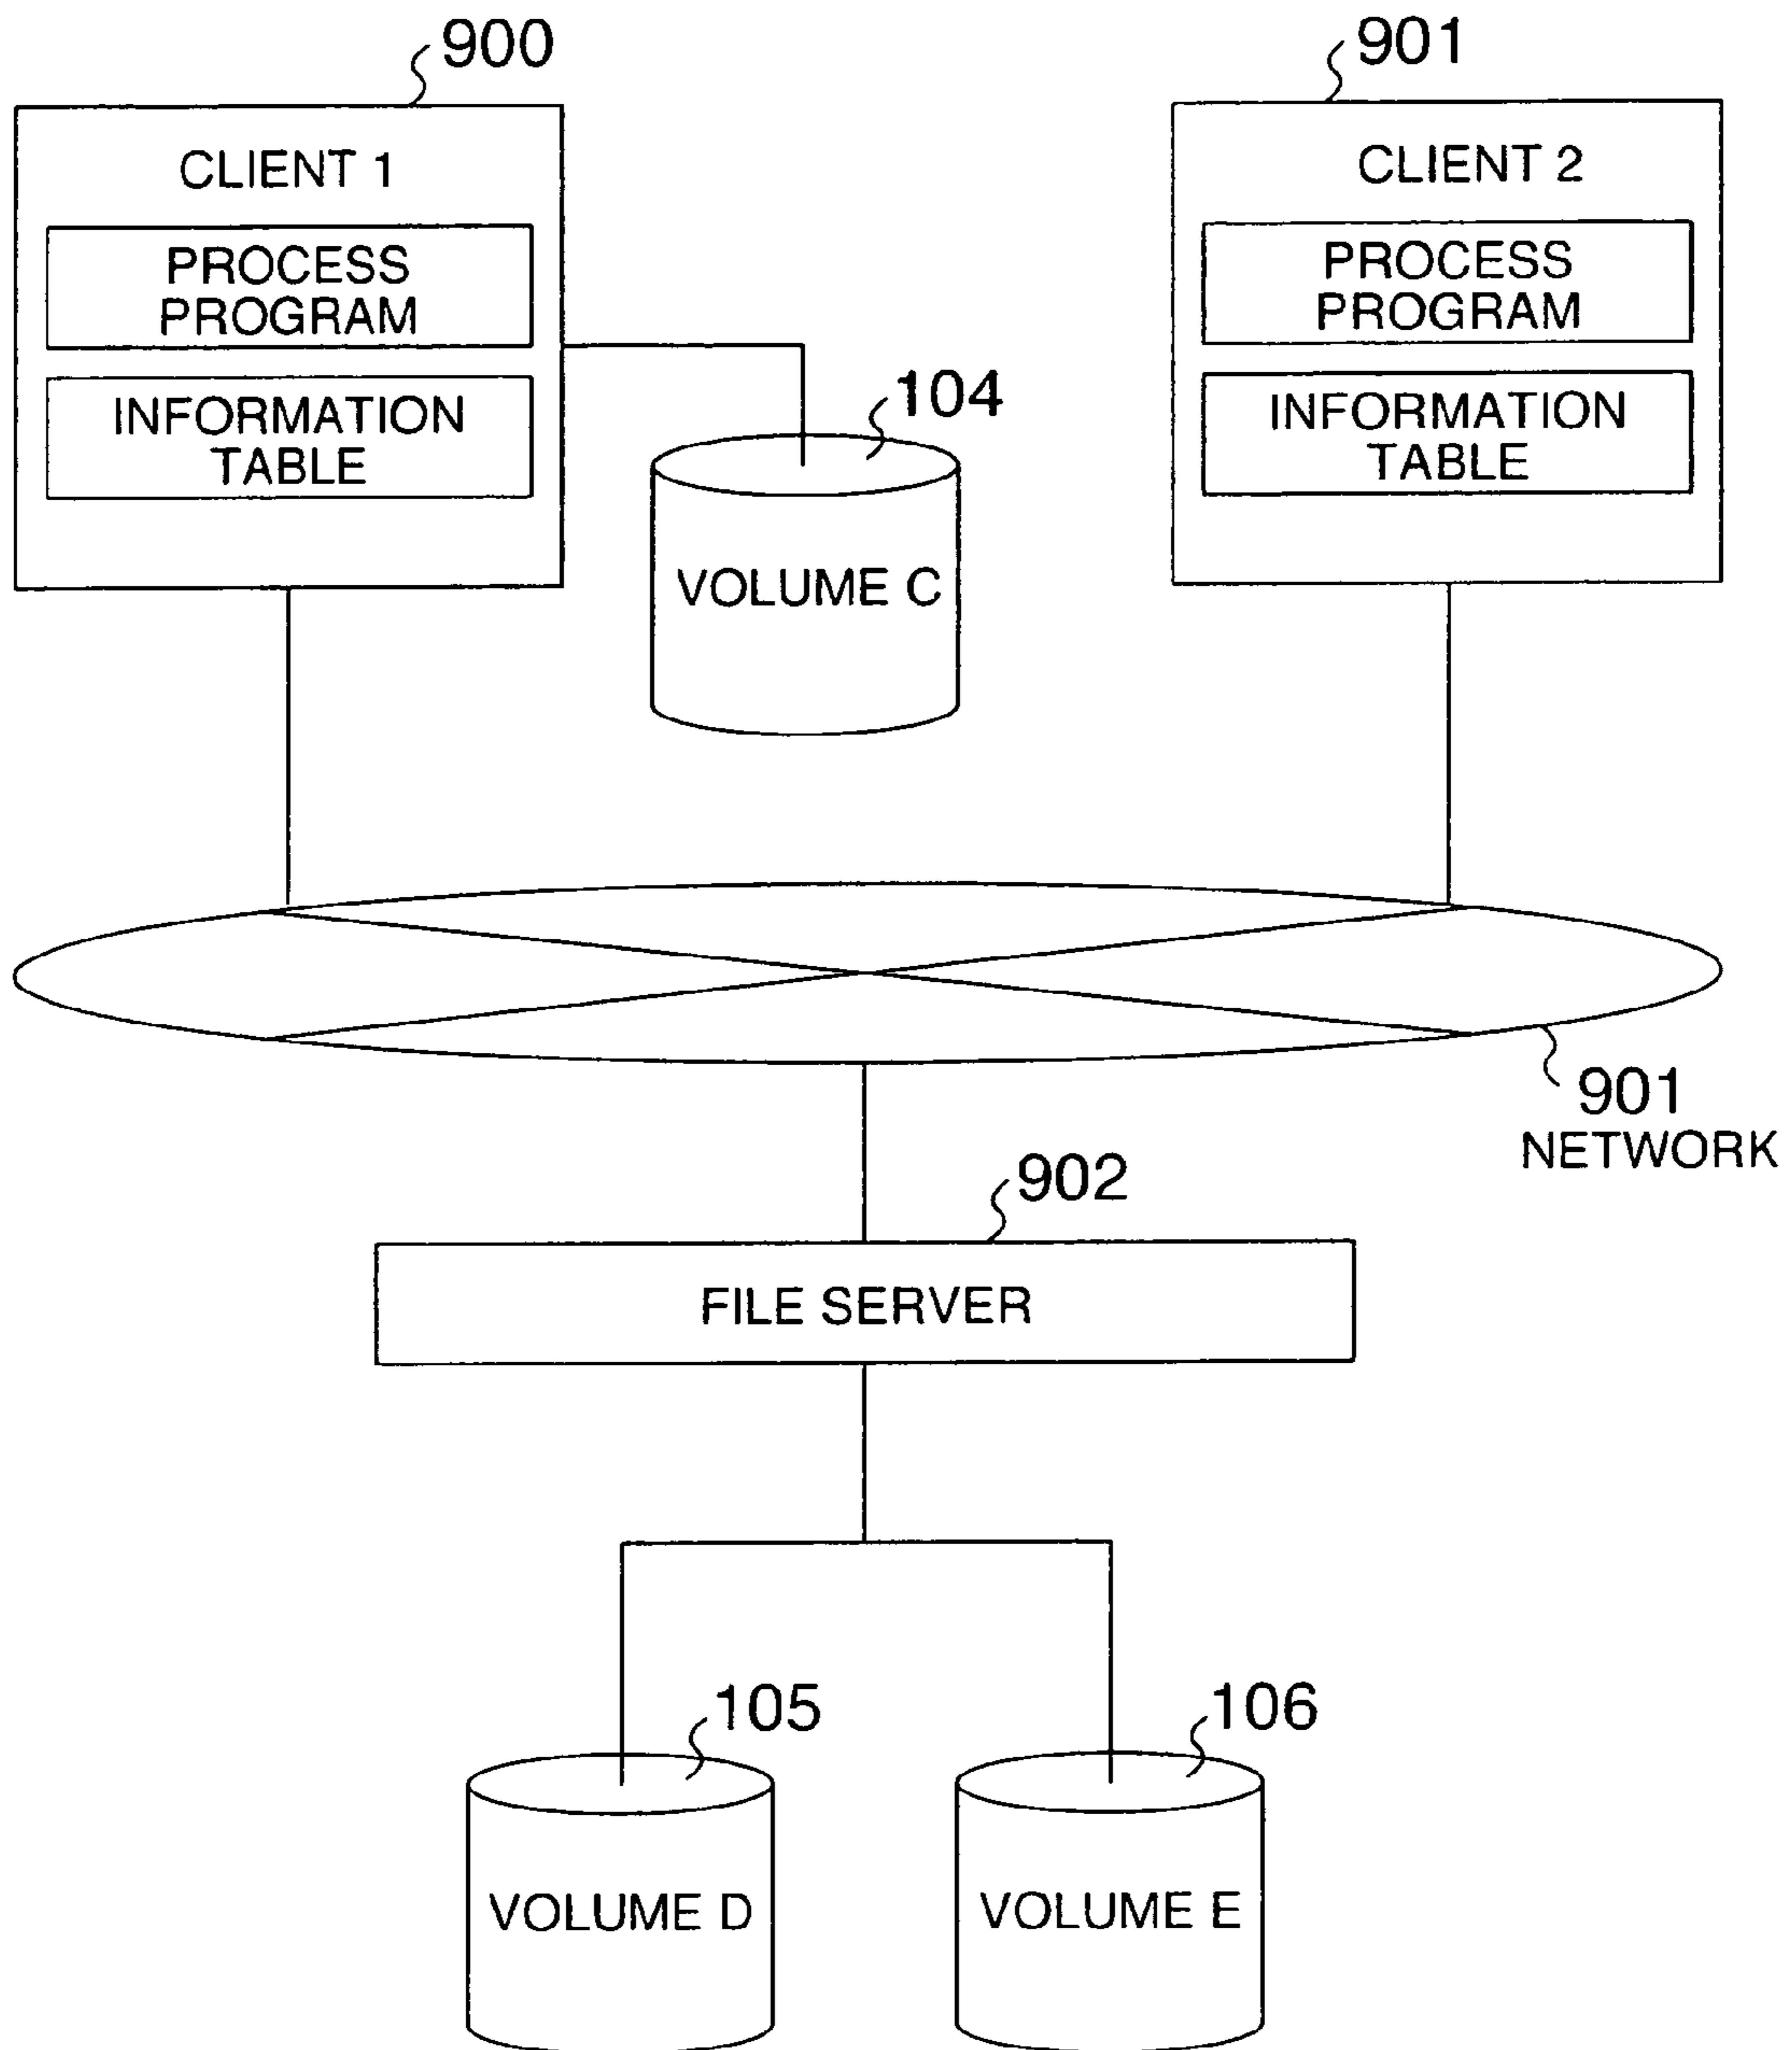 900
901
CLIENT 1
PROCESS
PROGRAM
INFORMATION
TABLE
CLIENT 2
PROCESS
PROGRAM
INFORMATION
TABLE
104
VOLUME C
901
NETWORK
902
FILE SERVER
105
106
VOLUME D
VOLUME E